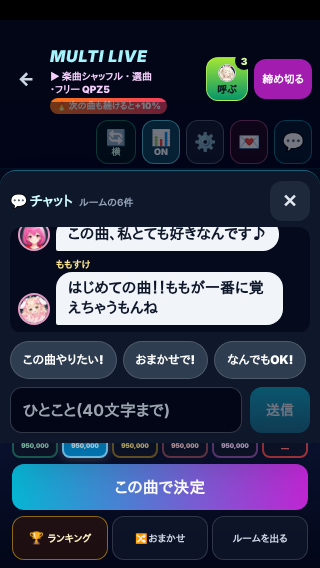 MULTI LIVE
▶ 楽曲シャッフル・選曲
・フリー QPZ5
🔥 次の曲も続けると+10%
3
呼ぶ
締め切る
横
ON
💬 チャット ルームの6件
✕
この曲、私とても好きなんです♪
ももすけ
はじめての曲!!ももが一番に覚
えちゃうもんね
この曲やりたい!
おまかせで!
なんでもOK!
ひとこと(40文字まで)
送信
950,000 950,000 950,000 950,000 950,000 —
この曲で決定
🏆 ランキング
🔀おまかせ
ルームを出る